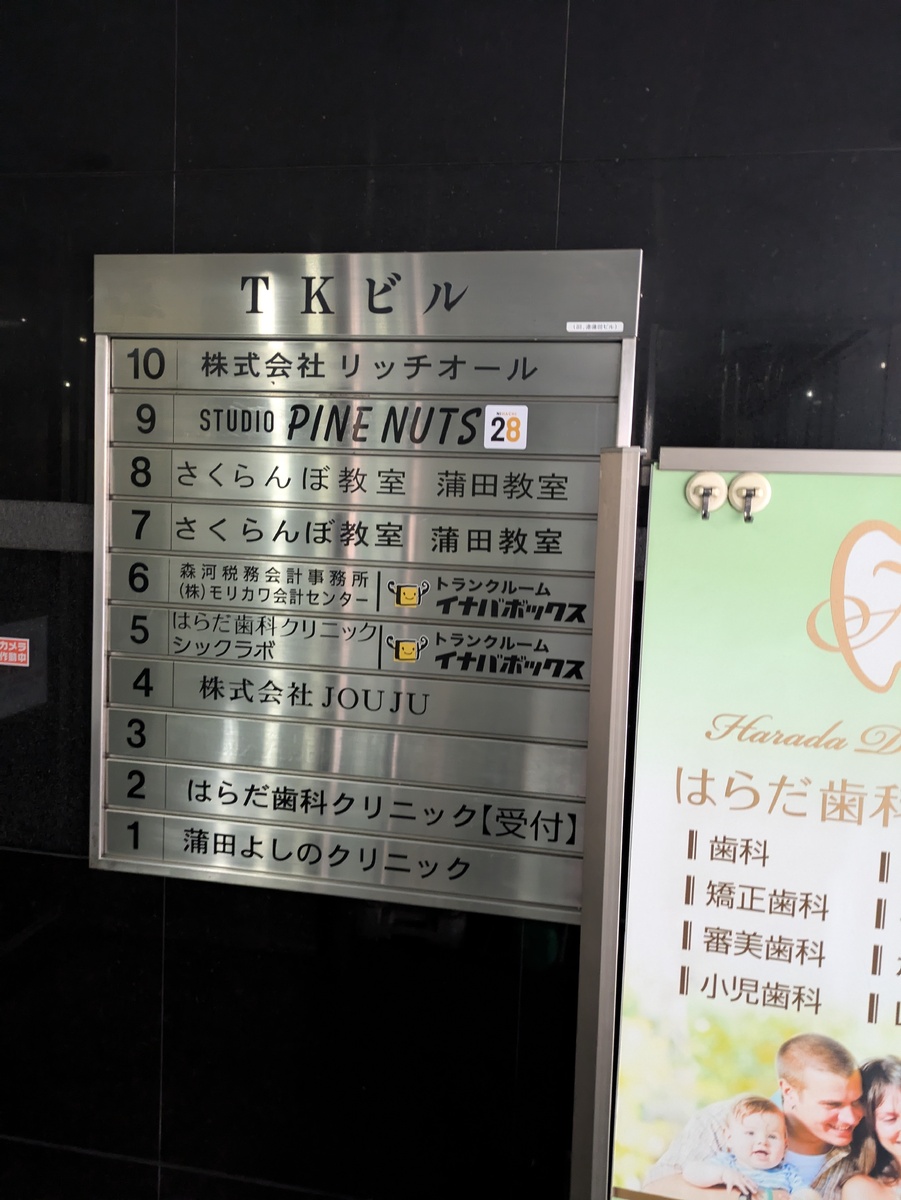 TKビル
10 株式会社 リッチオール
9 STUDIO PINE NUTS 28
8 さくらんぼ教室 蒲田教室
7 さくらんぼ教室 蒲田教室
6 森河税務会計事務所
(株)モリカワ会計センター
トランクルーム
イナバボックス
5 はらだ歯科クリニック
シックラボ
トランクルーム
イナバボックス
4 株式会社 JOUJU
3
2 はらだ歯科クリニック【受付】
1 蒲田よしのクリニック
カメラ
作動中
Harada D
はらだ歯科
歯科
矯正歯科
審美歯科
小児歯科